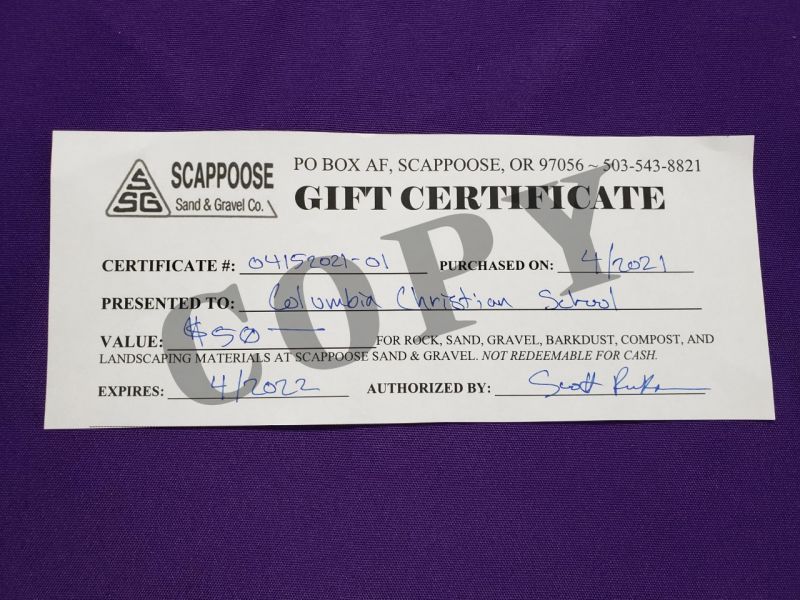 SSG
SCAPPOOSE
Sand & Gravel Co.
PO BOX AF, SCAPPOOSE, OR 97056 ~ 503-543-8821
GIFT CERTIFICATE
COPY
CERTIFICATE #: 04152021-01 PURCHASED ON: 4/2021
PRESENTED TO: Columbia Christian School
VALUE: $50 — FOR ROCK, SAND, GRAVEL, BARKDUST, COMPOST, AND
LANDSCAPING MATERIALS AT SCAPPOOSE SAND & GRAVEL. NOT REDEEMABLE FOR CASH.
EXPIRES: 4/2022 AUTHORIZED BY: Scott